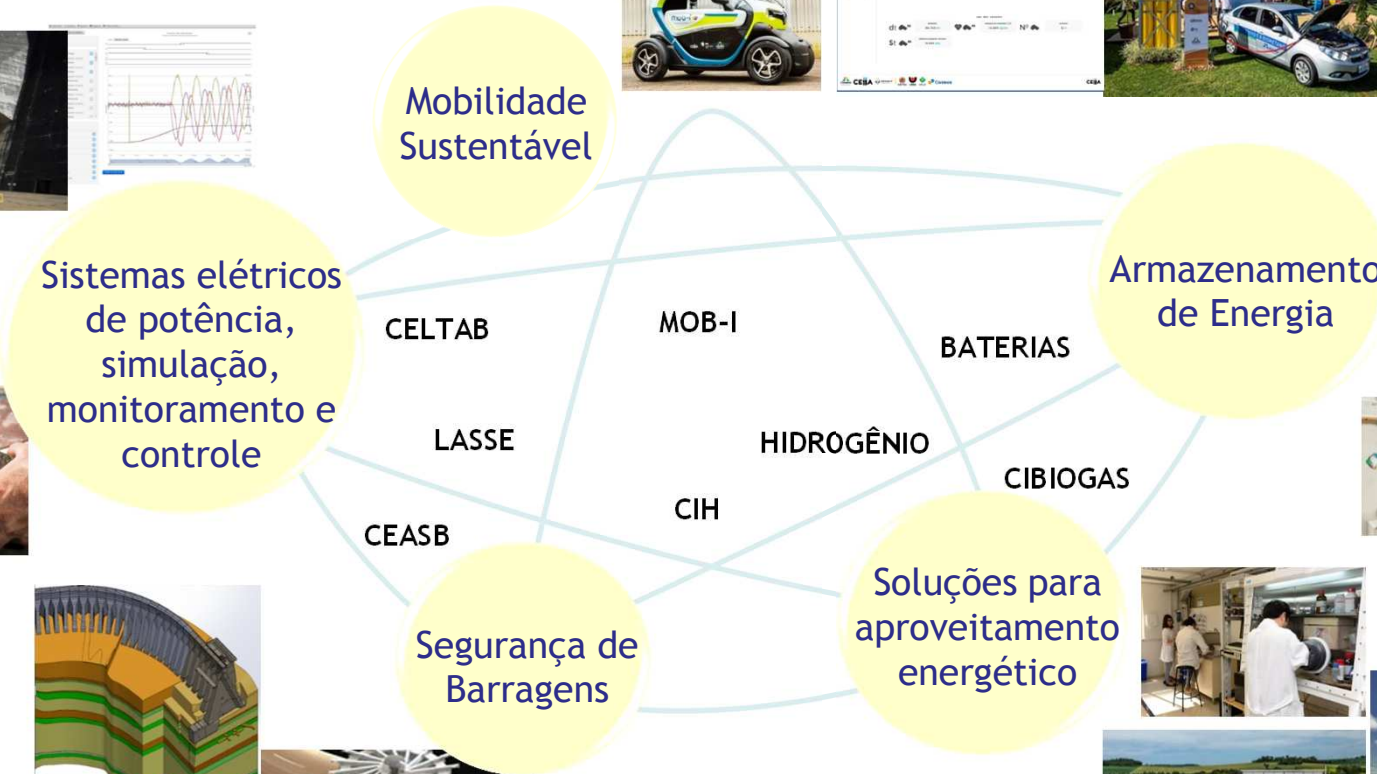 Mobilidade
Sustentável
Sistemas elétricos
de potência,
simulação,
monitoramento e
controle
Armazenamento
de Energia
CELTAB
MOB-I
BATERIAS
LASSE
HIDROGÊNIO
CIBIOGAS
CIH
CEASB
Segurança de
Barragens
Soluções para
aproveitamento
energético